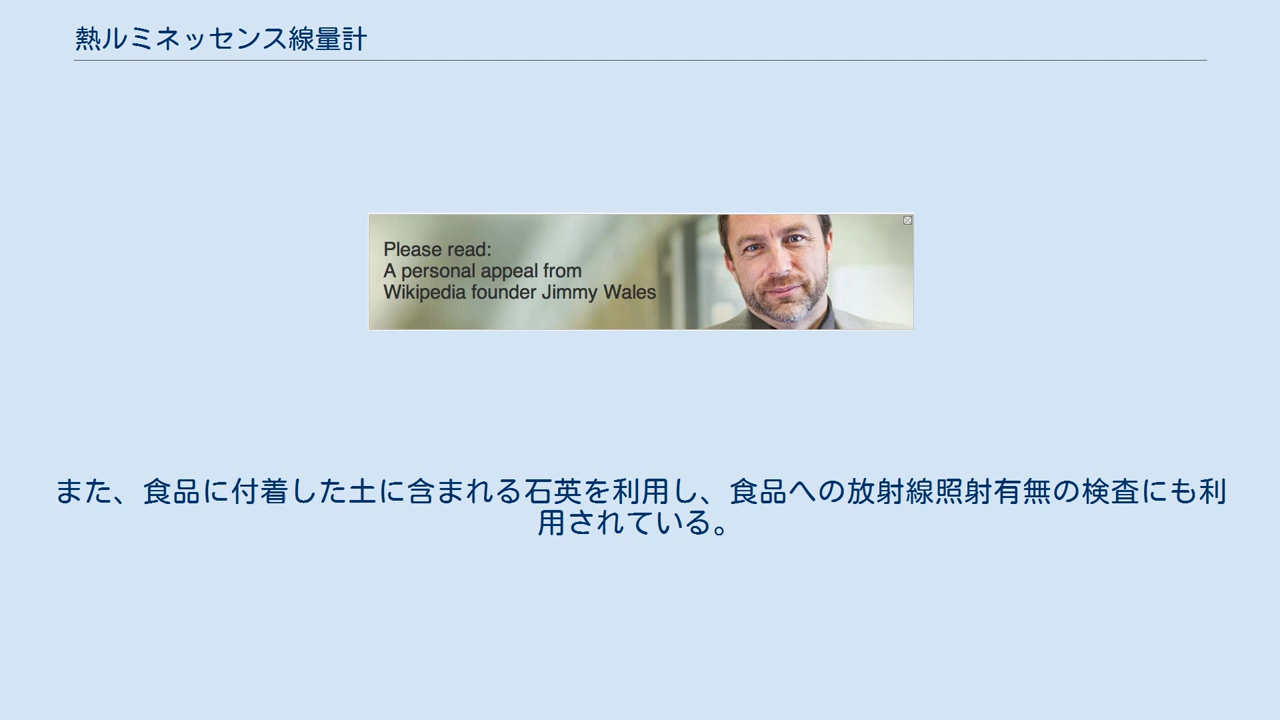 熱ルミネッセンス線量計
Please read:
A personal appeal from
Wikipedia founder Jimmy Wales
また、食品に付着した土に含まれる石英を利用し、食品への放射線照射有無の検査にも利
用されている。